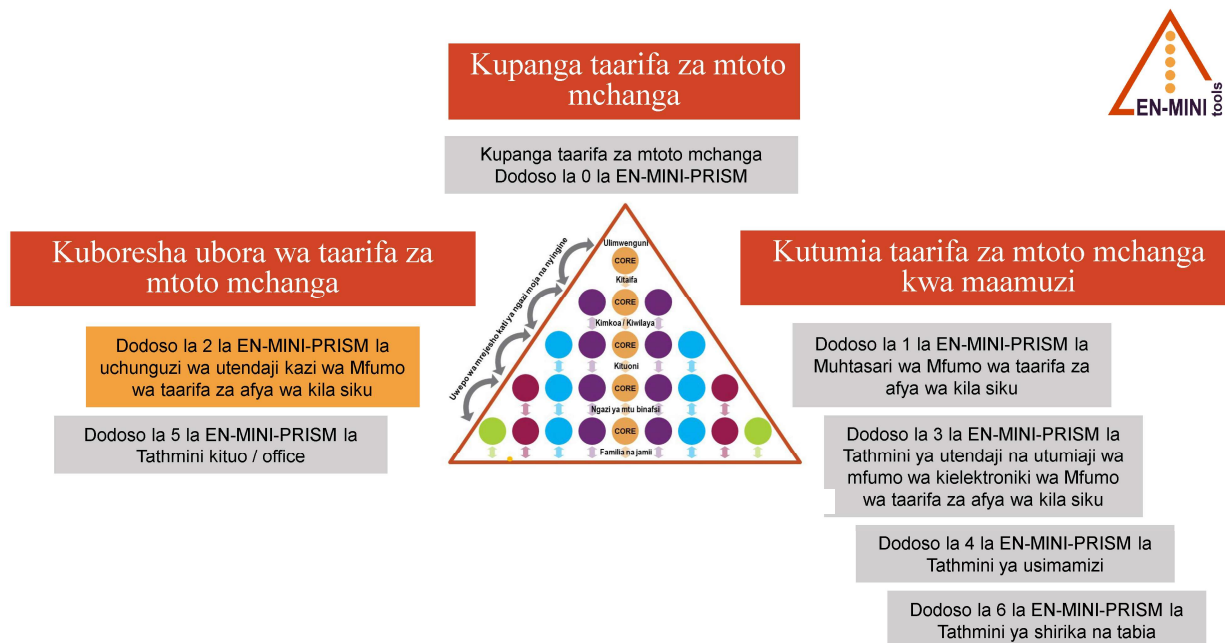 Kupanga taarifa za mtoto
mchanga
EN-MINI
tools
Kupanga taarifa za mtoto mchanga
Dodoso la 0 la EN-MINI-PRISM
Kuboresha ubora wa taarifa za
mtoto mchanga
Dodoso la 2 la EN-MINI-PRISM la
uchunguzi wa utendaji kazi wa Mfumo
wa taarifa za afya wa kila siku
Dodoso la 5 la EN-MINI-PRISM la
Tathmini kituo / office
Uwepo wa mrejesho kati ya ngazi moja na nyingine
Ulimwenguni
CORE
Kitaifa
CORE
Kimkoa / Kiwilaya
CORE
Kituoni
CORE
Ngazi ya mtu binafsi
CORE
Familia na jamii
Kutumia taarifa za mtoto mchanga
kwa maamuzi
Dodoso la 1 la EN-MINI-PRISM la
Muhtasari wa Mfumo wa taarifa za
afya wa kila siku
Dodoso la 3 la EN-MINI-PRISM la
Tathmini ya utendaji na utumiaji wa
mfumo wa kielektroniki wa Mfumo
wa taarifa za afya wa kila siku
Dodoso la 4 la EN-MINI-PRISM la
Tathmini ya usimamizi
Dodoso la 6 la EN-MINI-PRISM la
Tathmini ya shirika na tabia